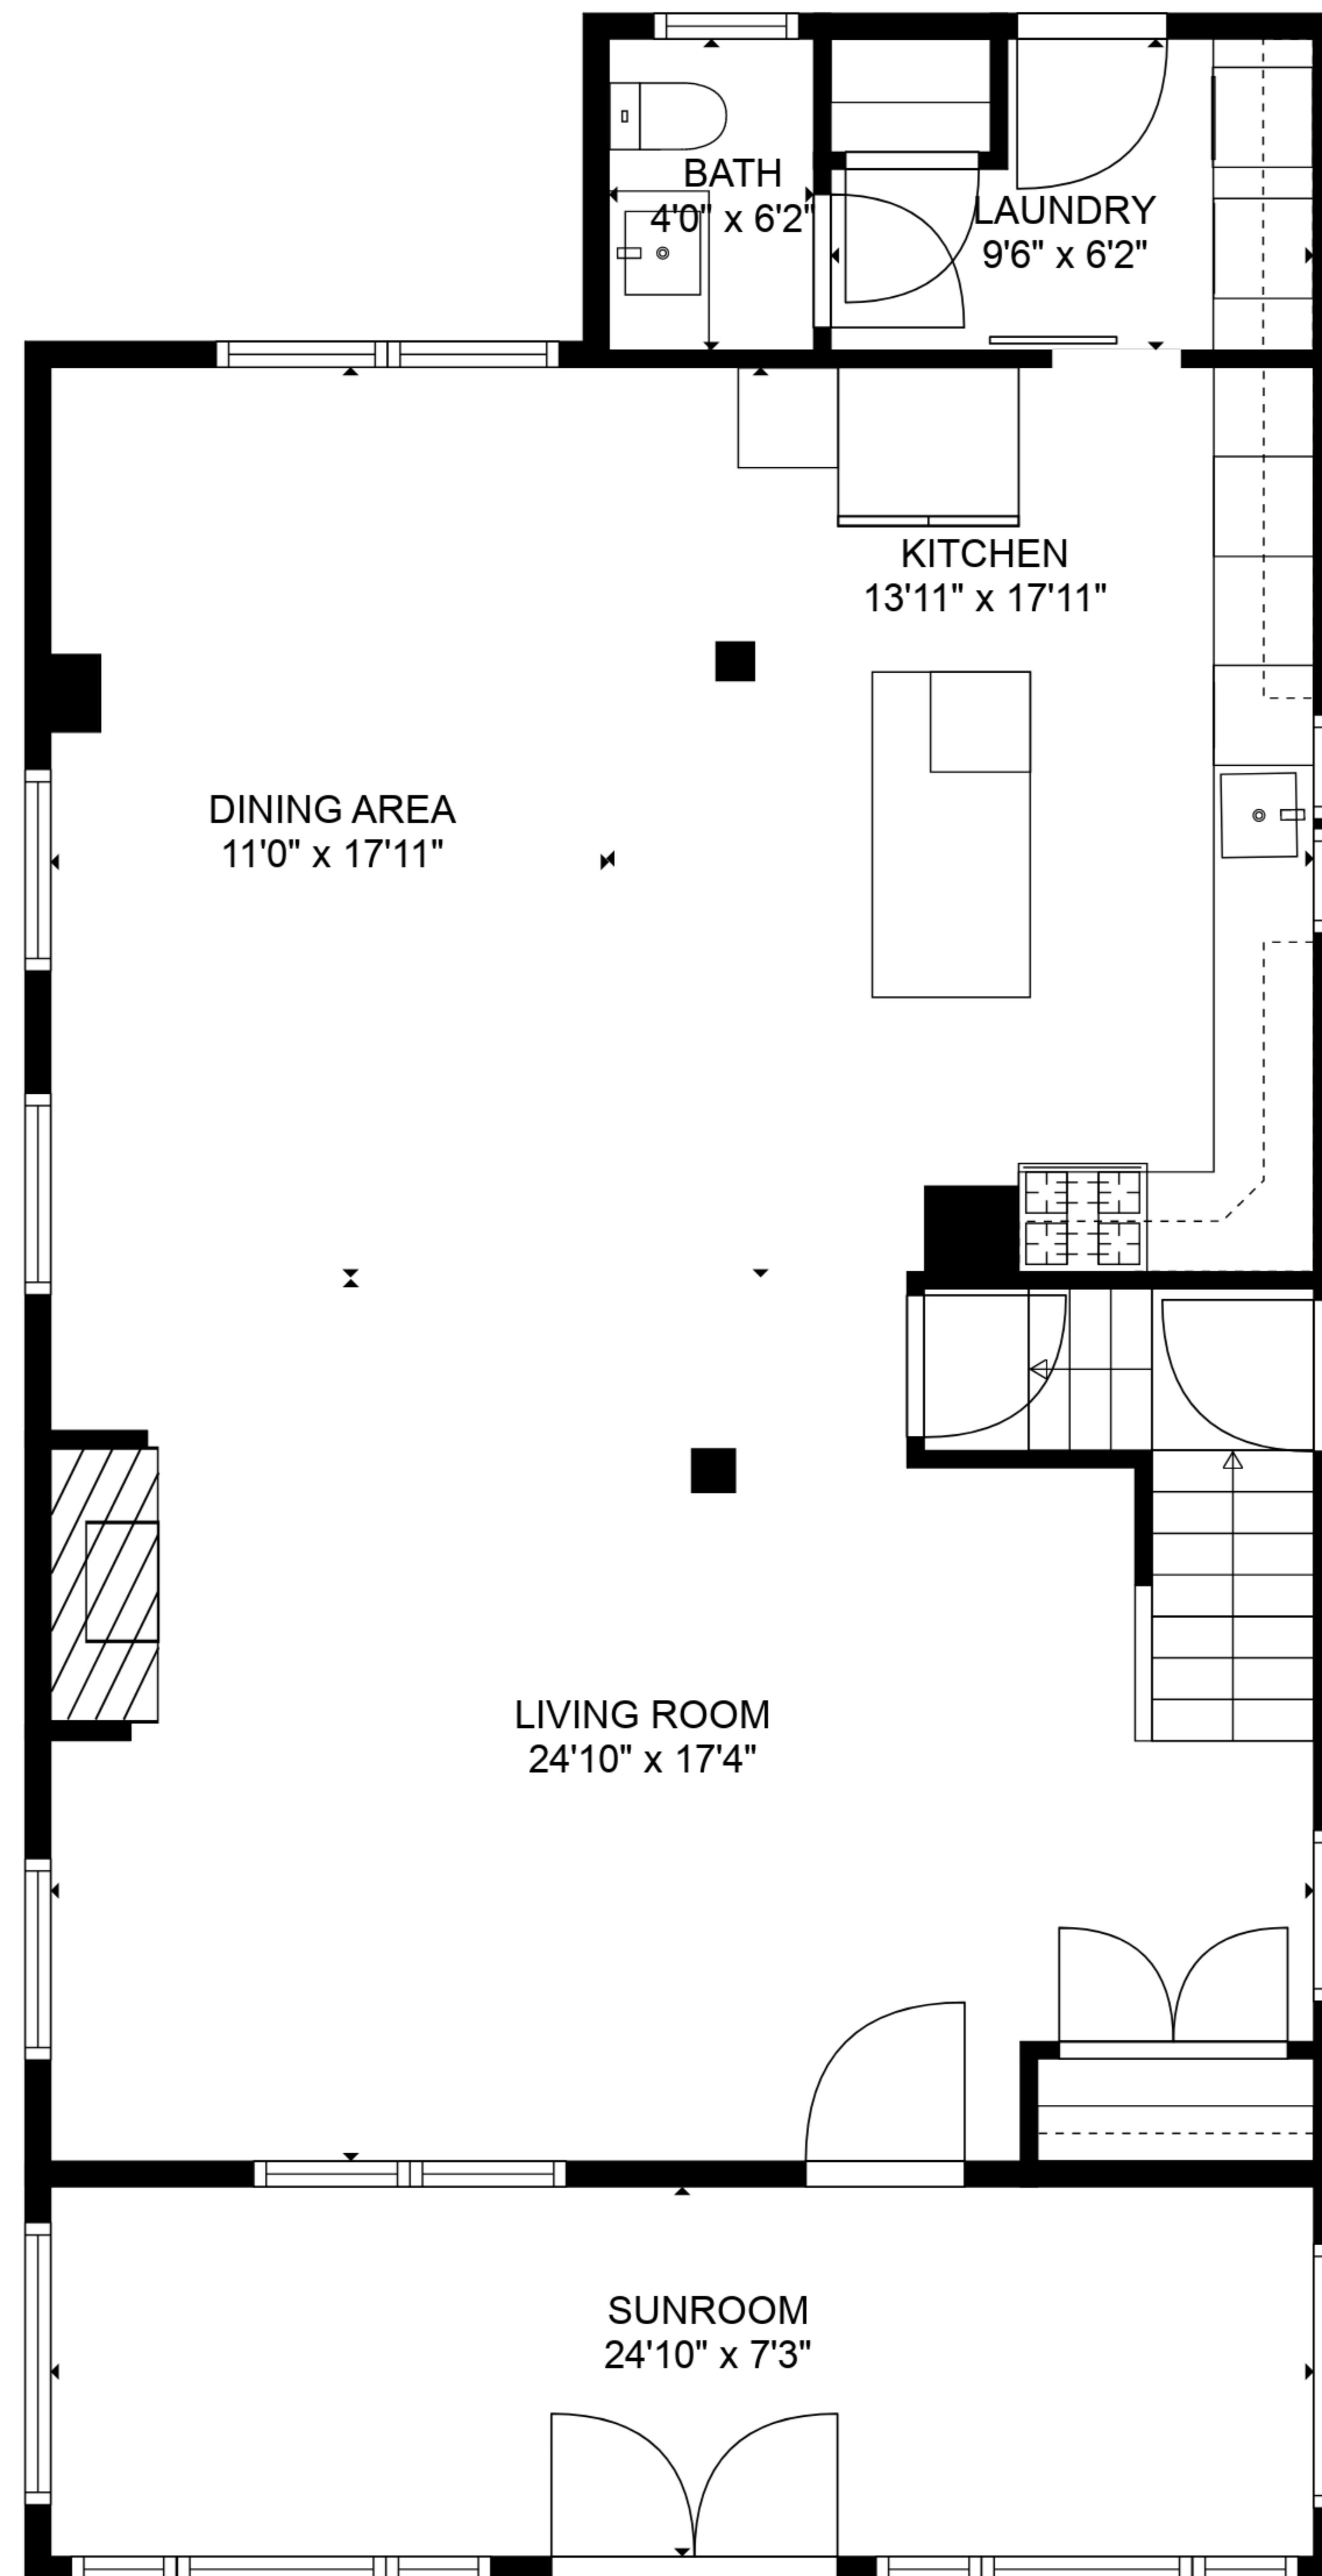 BATH
4'0" x 6'2"
LAUNDRY
9'6" x 6'2"
KITCHEN
13'11" x 17'11"
DINING AREA
11'0" x 17'11"
LIVING ROOM
24'10" x 17'4"
SUNROOM
24'10" x 7'3"